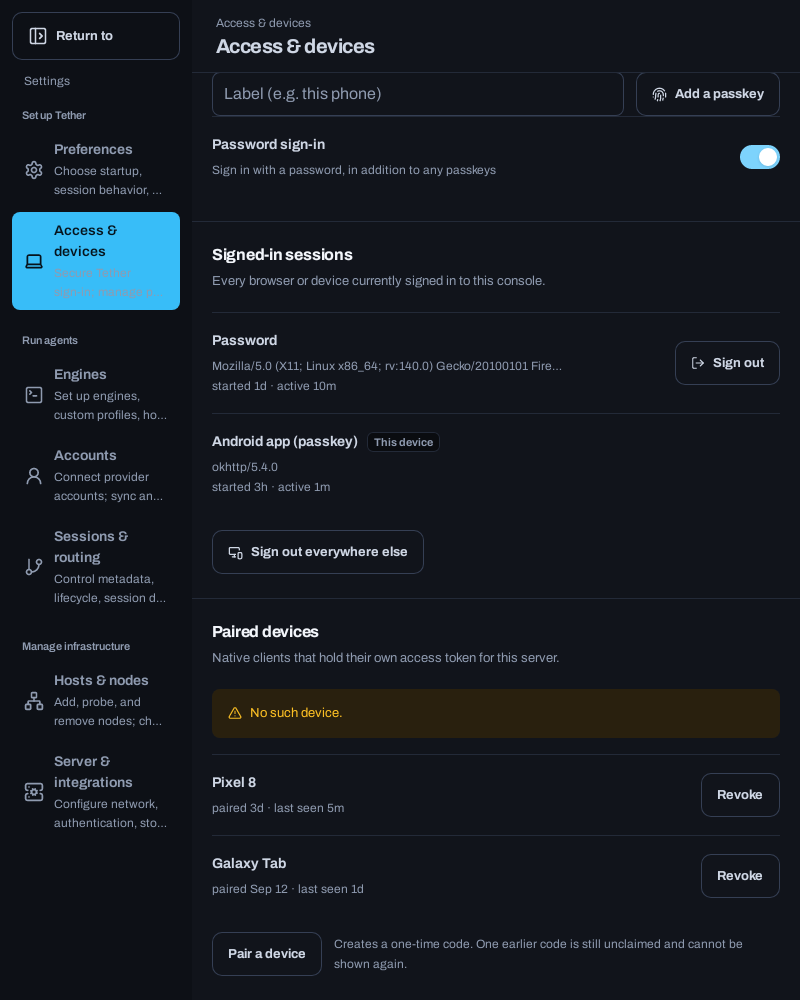 Return to
Settings
Set up Tether
Preferences
Choose startup,
session behavior, ...
Access &
devices
Run agents
Engines
Set up engines,
custom profiles, ho...
Accounts
Connect provider
accounts; sync an...
Sessions &
routing
Control metadata,
lifecycle, session d...
Manage infrastructure
Hosts & nodes
Add, probe, and
remove nodes; ch...
Server &
integrations
Configure network,
authentication, sto...
Access & devices
Access & devices
Label (e.g. this phone)
Add a passkey
Password sign-in
Sign in with a password, in addition to any passkeys
Signed-in sessions
Every browser or device currently signed in to this console.
Password
Mozilla/5.0 (X11; Linux x86_64; rv:140.0) Gecko/20100101 Fire...
started 1d · active 10m
Sign out
Android app (passkey) This device
okhttp/5.4.0
started 3h · active 1m
Sign out everywhere else
Paired devices
Native clients that hold their own access token for this server.
No such device.
Pixel 8
paired 3d · last seen 5m
Revoke
Galaxy Tab
paired Sep 12 · last seen 1d
Revoke
Pair a device
Creates a one-time code. One earlier code is still unclaimed and cannot be
shown again.